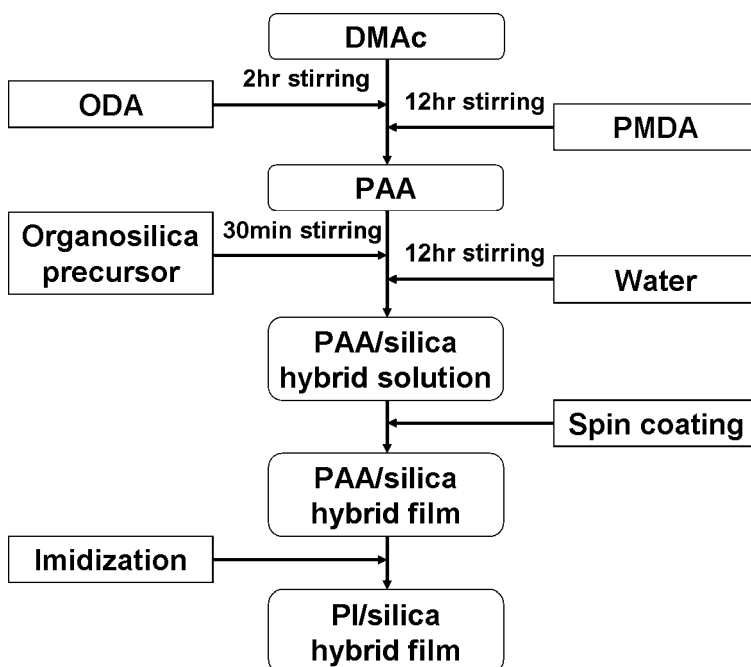 DMAc
2hr stirring
ODA
12hr stirring
PMDA
PAA
Organosilica
precursor
30min stirring
12hr stirring
Water
PAA/silica
hybrid solution
Spin coating
PAA/silica
hybrid film
Imidization
PI/silica
hybrid film